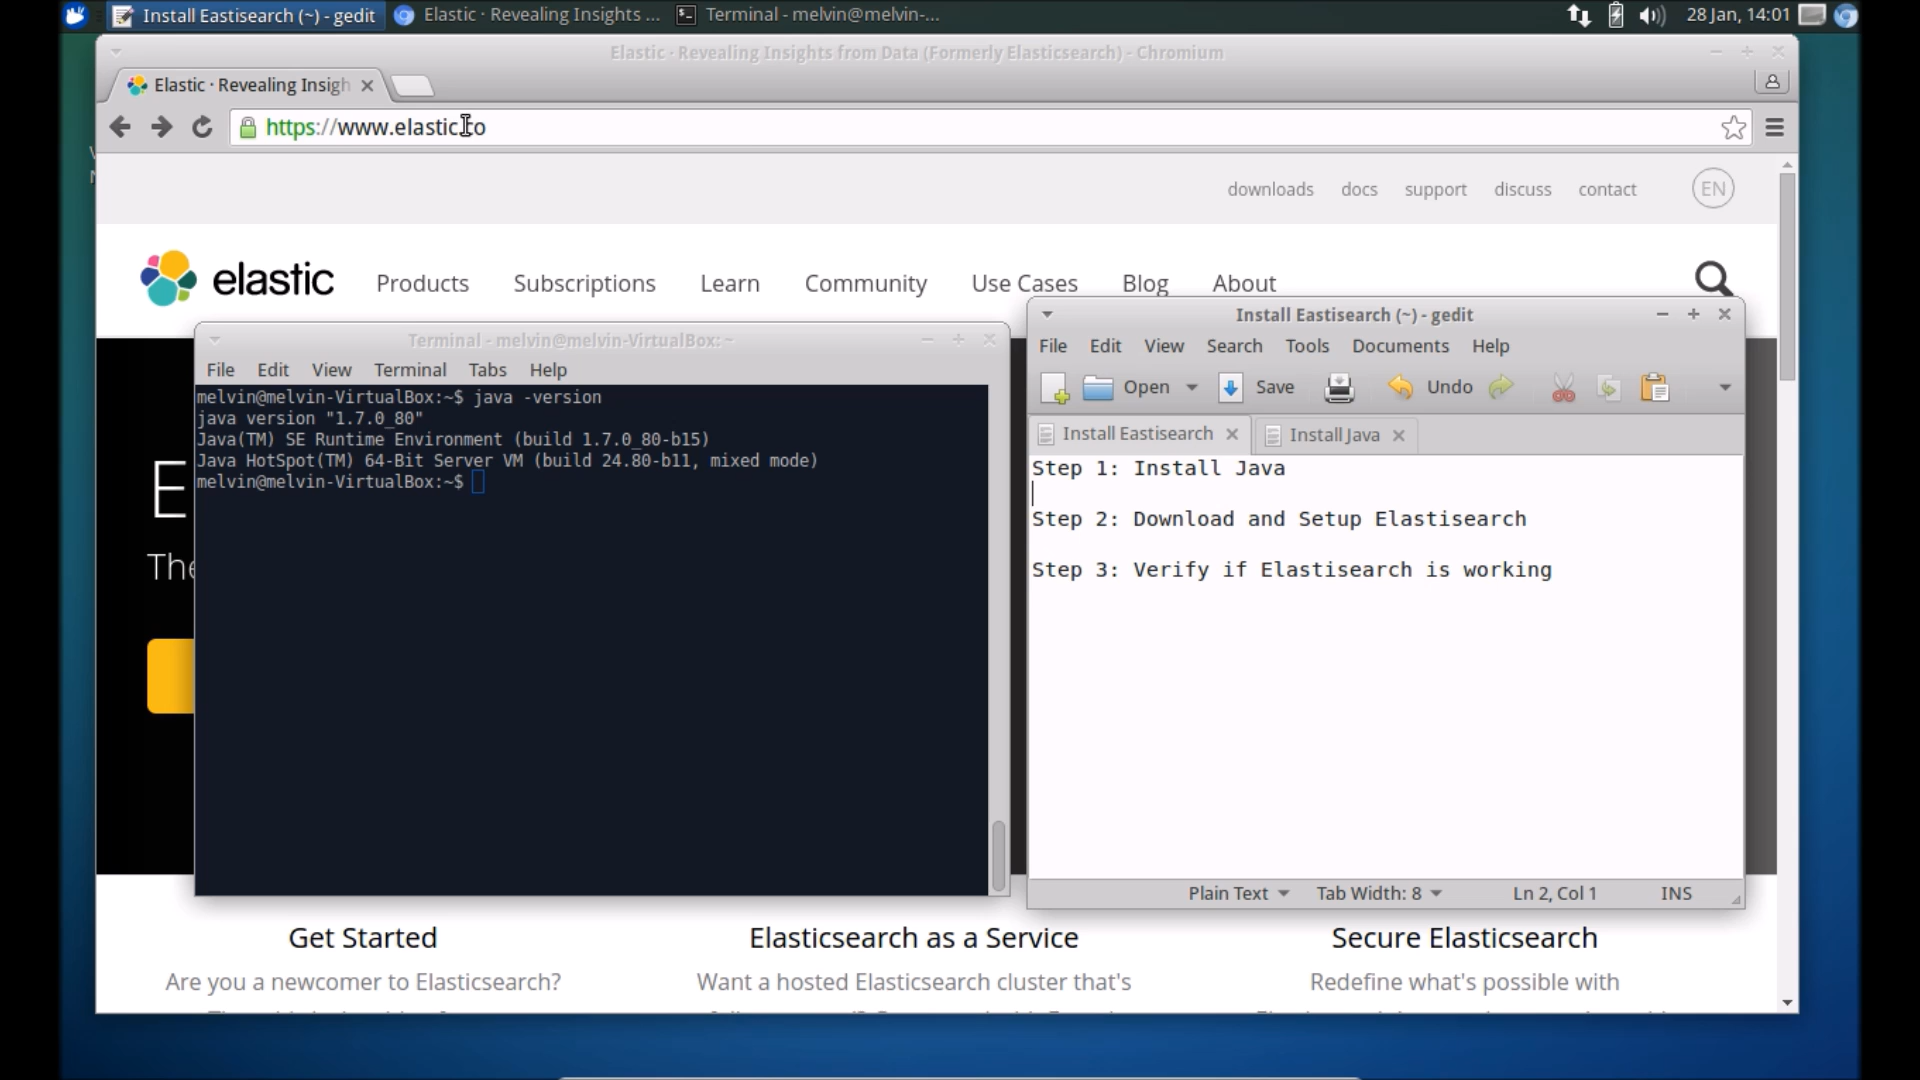 Install Eastisearch (~) - gedit
Elastic · Revealing Insights ...
Terminal - melvin@melvin-...
28 Jan, 14:01
Elastic · Revealing Insights from Data (Formerly Elasticsearch) - Chromium
Elastic · Revealing Insigh
https://www.elastic.co
downloads docs support discuss contact EN
elastic Products Subscriptions Learn Community Use Cases Blog About
Terminal - melvin@melvin-VirtualBox: ~
File Edit View Terminal Tabs Help
melvin@melvin-VirtualBox:~$ java -version
java version "1.7.0_80"
Java(TM) SE Runtime Environment (build 1.7.0_80-b15)
Java HotSpot(TM) 64-Bit Server VM (build 24.80-b11, mixed mode)
melvin@melvin-VirtualBox:~$
E
The
Install Eastisearch (~) - gedit
File Edit View Search Tools Documents Help
Open Save Undo
Install Eastisearch Install Java
Step 1: Install Java
Step 2: Download and Setup Elastisearch
Step 3: Verify if Elastisearch is working
Plain Text Tab Width: 8 Ln 2, Col 1 INS
Get Started
Are you a newcomer to Elasticsearch?
Elasticsearch as a Service
Want a hosted Elasticsearch cluster that's
Secure Elasticsearch
Redefine what's possible with